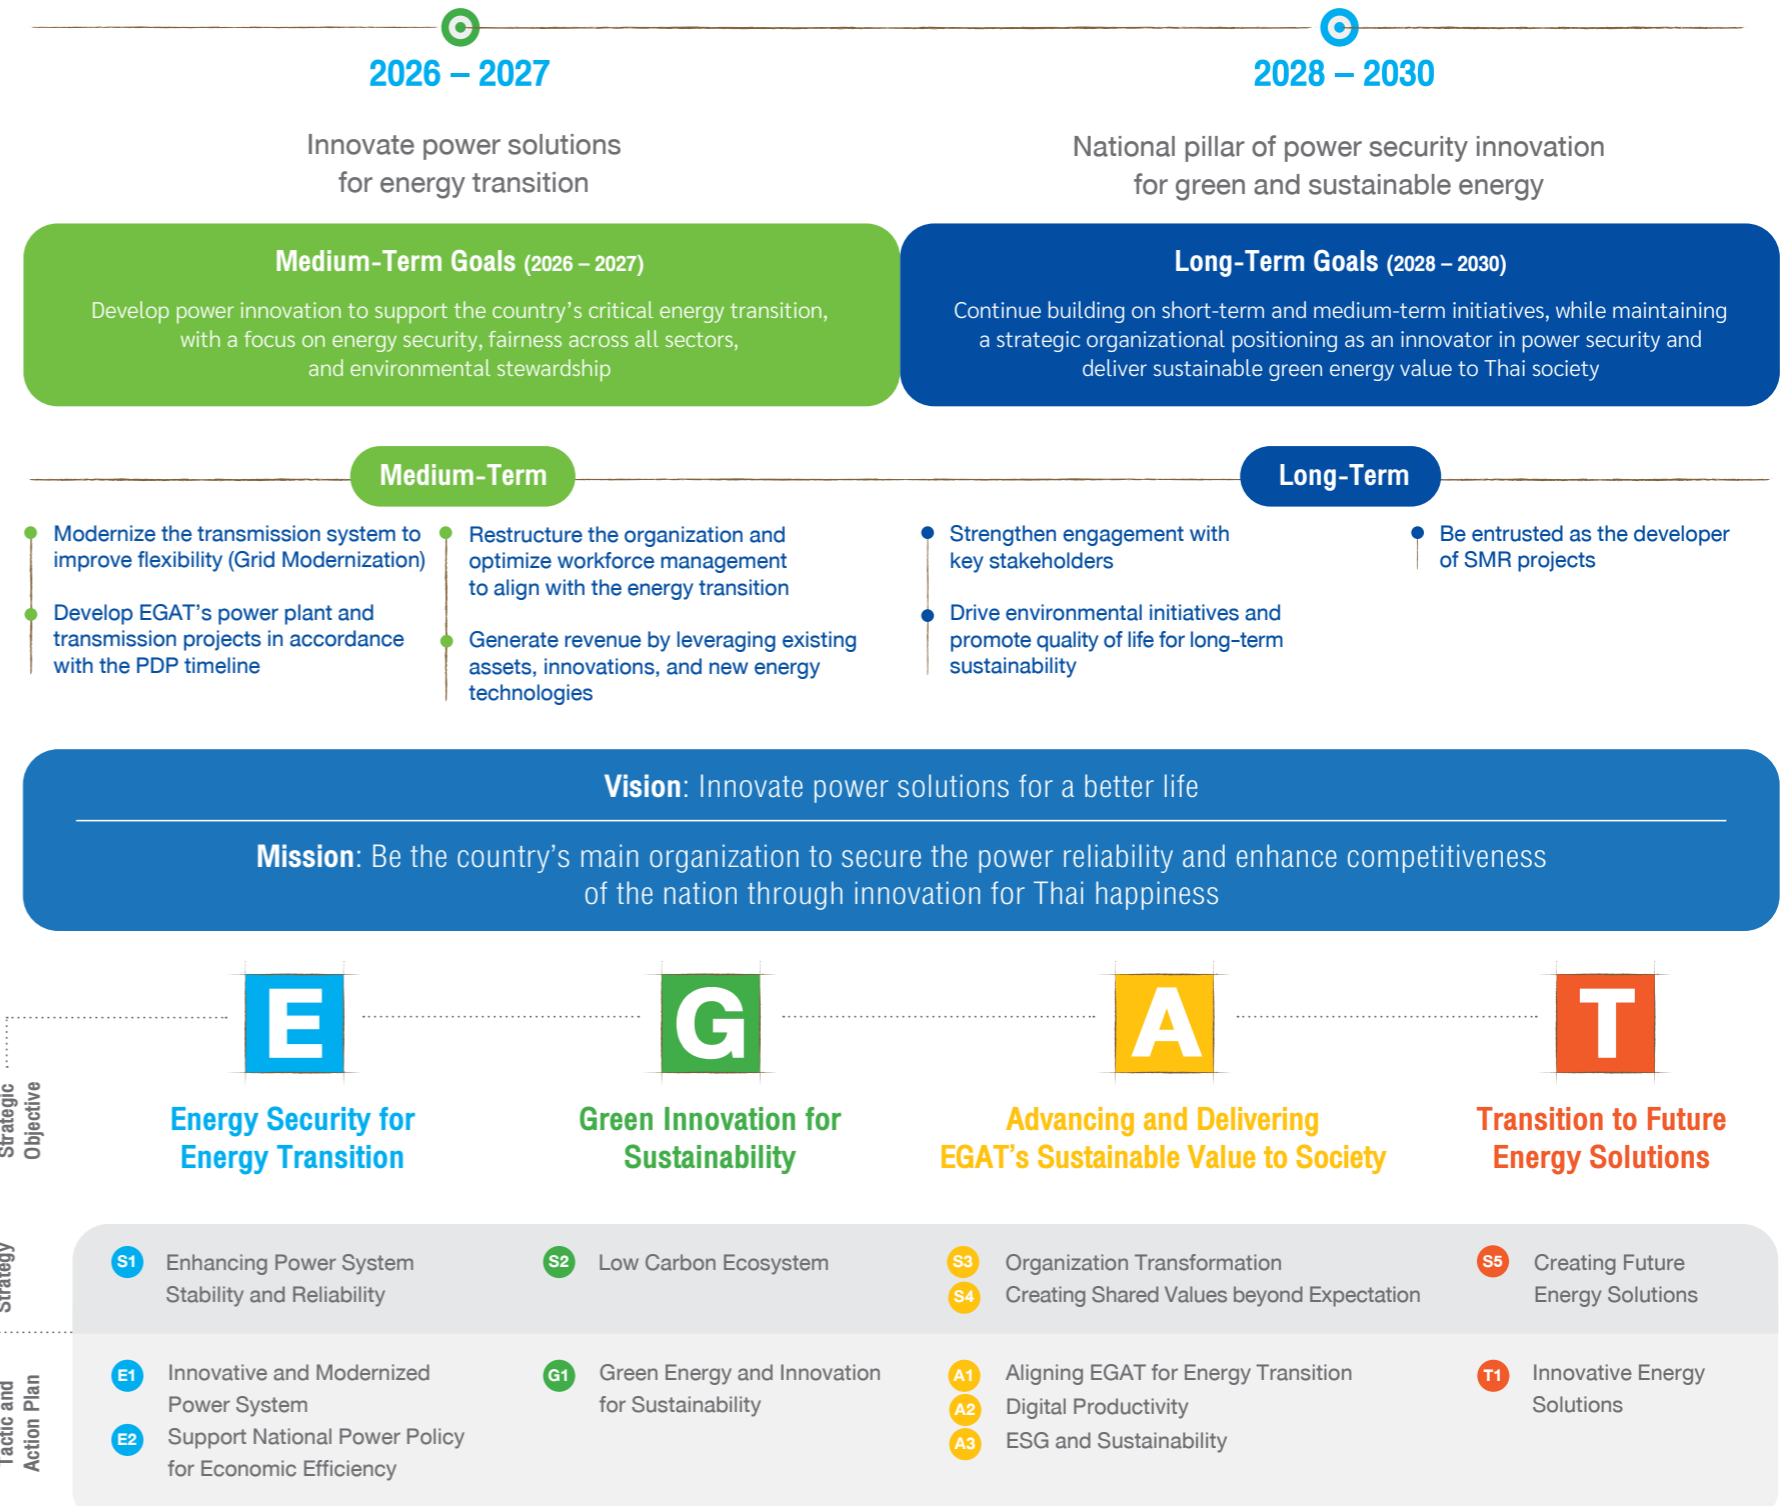 2026 – 2027
Innovate power solutions
for energy transition
2028 – 2030
National pillar of power security innovation
for green and sustainable energy
Medium-Term Goals (2026 – 2027)
Develop power innovation to support the country's critical energy transition,
with a focus on energy security, fairness across all sectors,
and environmental stewardship
Long-Term Goals (2028 – 2030)
Continue building on short-term and medium-term initiatives, while maintaining
a strategic organizational positioning as an innovator in power security and
deliver sustainable green energy value to Thai society
Medium-Term
Modernize the transmission system to
improve flexibility (Grid Modernization)
Develop EGAT's power plant and
transmission projects in accordance
with the PDP timeline
Restructure the organization and
optimize workforce management
to align with the energy transition
Generate revenue by leveraging existing
assets, innovations, and new energy
technologies
Long-Term
Strengthen engagement with
key stakeholders
Drive environmental initiatives and
promote quality of life for long-term
sustainability
Be entrusted as the developer
of SMR projects
Vision: Innovate power solutions for a better life
Mission: Be the country's main organization to secure the power reliability and enhance competitiveness
of the nation through innovation for Thai happiness
Strategic
Objective
E
Energy Security for
Energy Transition
G
Green Innovation for
Sustainability
A
Advancing and Delivering
EGAT's Sustainable Value to Society
T
Transition to Future
Energy Solutions
Strategy
S1 Enhancing Power System
Stability and Reliability
S2 Low Carbon Ecosystem
S3 Organization Transformation
S4 Creating Shared Values beyond Expectation
S5 Creating Future
Energy Solutions
Tactic and
Action Plan
E1 Innovative and Modernized
Power System
E2 Support National Power Policy
for Economic Efficiency
G1 Green Energy and Innovation
for Sustainability
A1 Aligning EGAT for Energy Transition
A2 Digital Productivity
A3 ESG and Sustainability
T1 Innovative Energy
Solutions